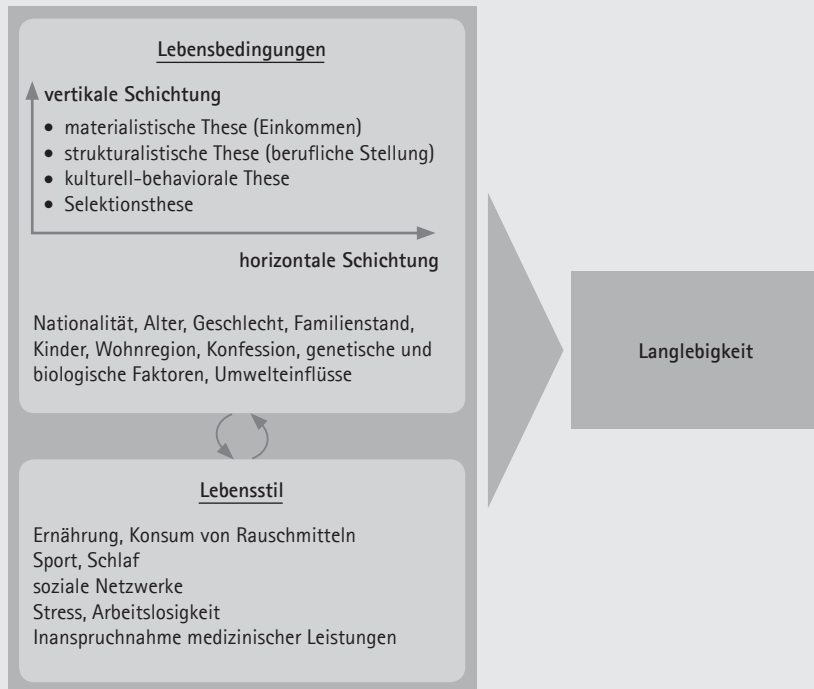 Lebensbedingungen
vertikale Schichtung
• materialistische These (Einkommen)
• strukturalistische These (berufliche Stellung)
• kulturell-behaviorale These
• Selektionsthese
horizontale Schichtung
Nationalität, Alter, Geschlecht, Familienstand,
Kinder, Wohnregion, Konfession, genetische und
biologische Faktoren, Umwelteinflüsse
Lebensstil
Ernährung, Konsum von Rauschmitteln
Sport, Schlaf
soziale Netzwerke
Stress, Arbeitslosigkeit
Inanspruchnahme medizinischer Leistungen
Langlebigkeit